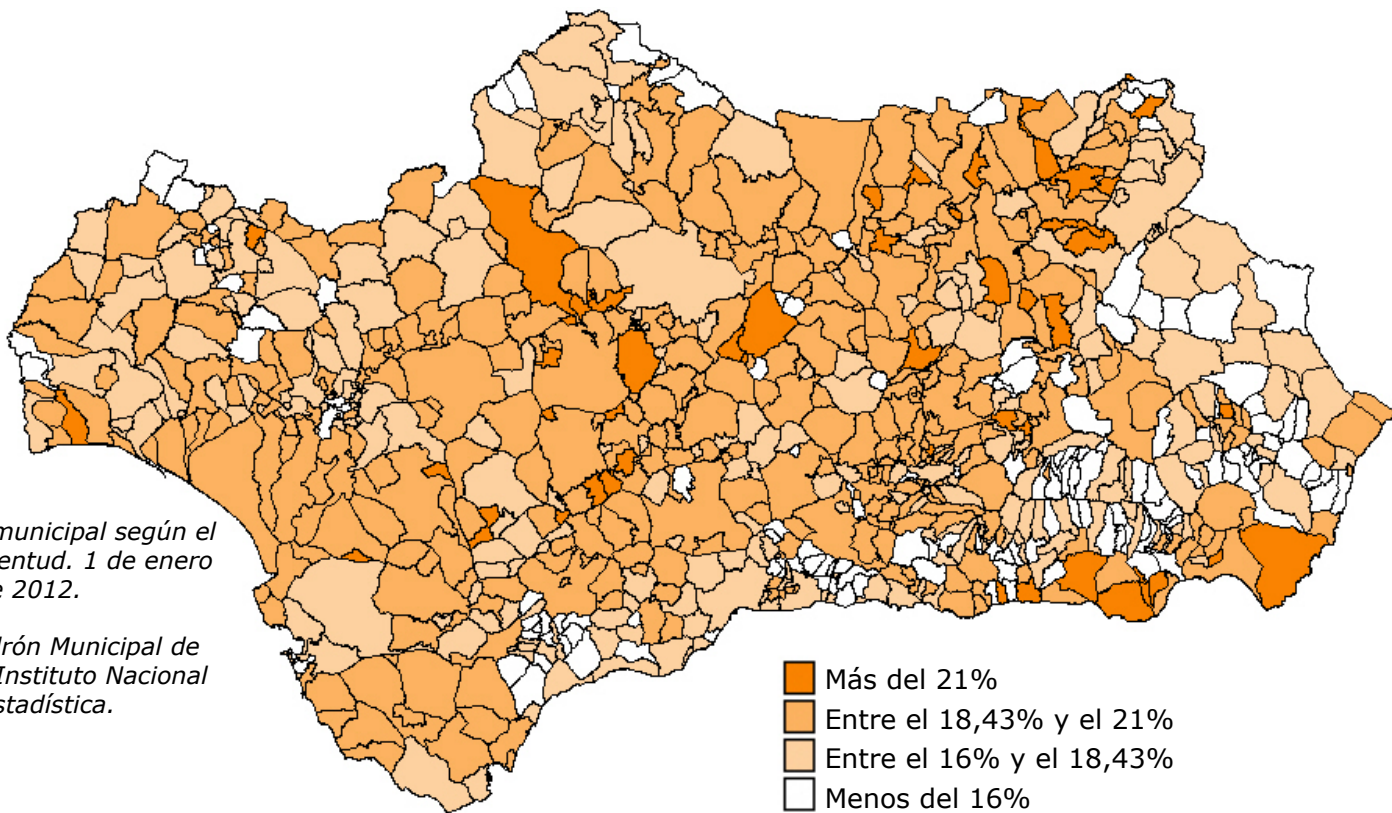 municipal según el
entud. 1 de enero
2012.
drón Municipal de
Instituto Nacional
stadística.
Más del 21%
Entre el 18,43% y el 21%
Entre el 16% y el 18,43%
Menos del 16%